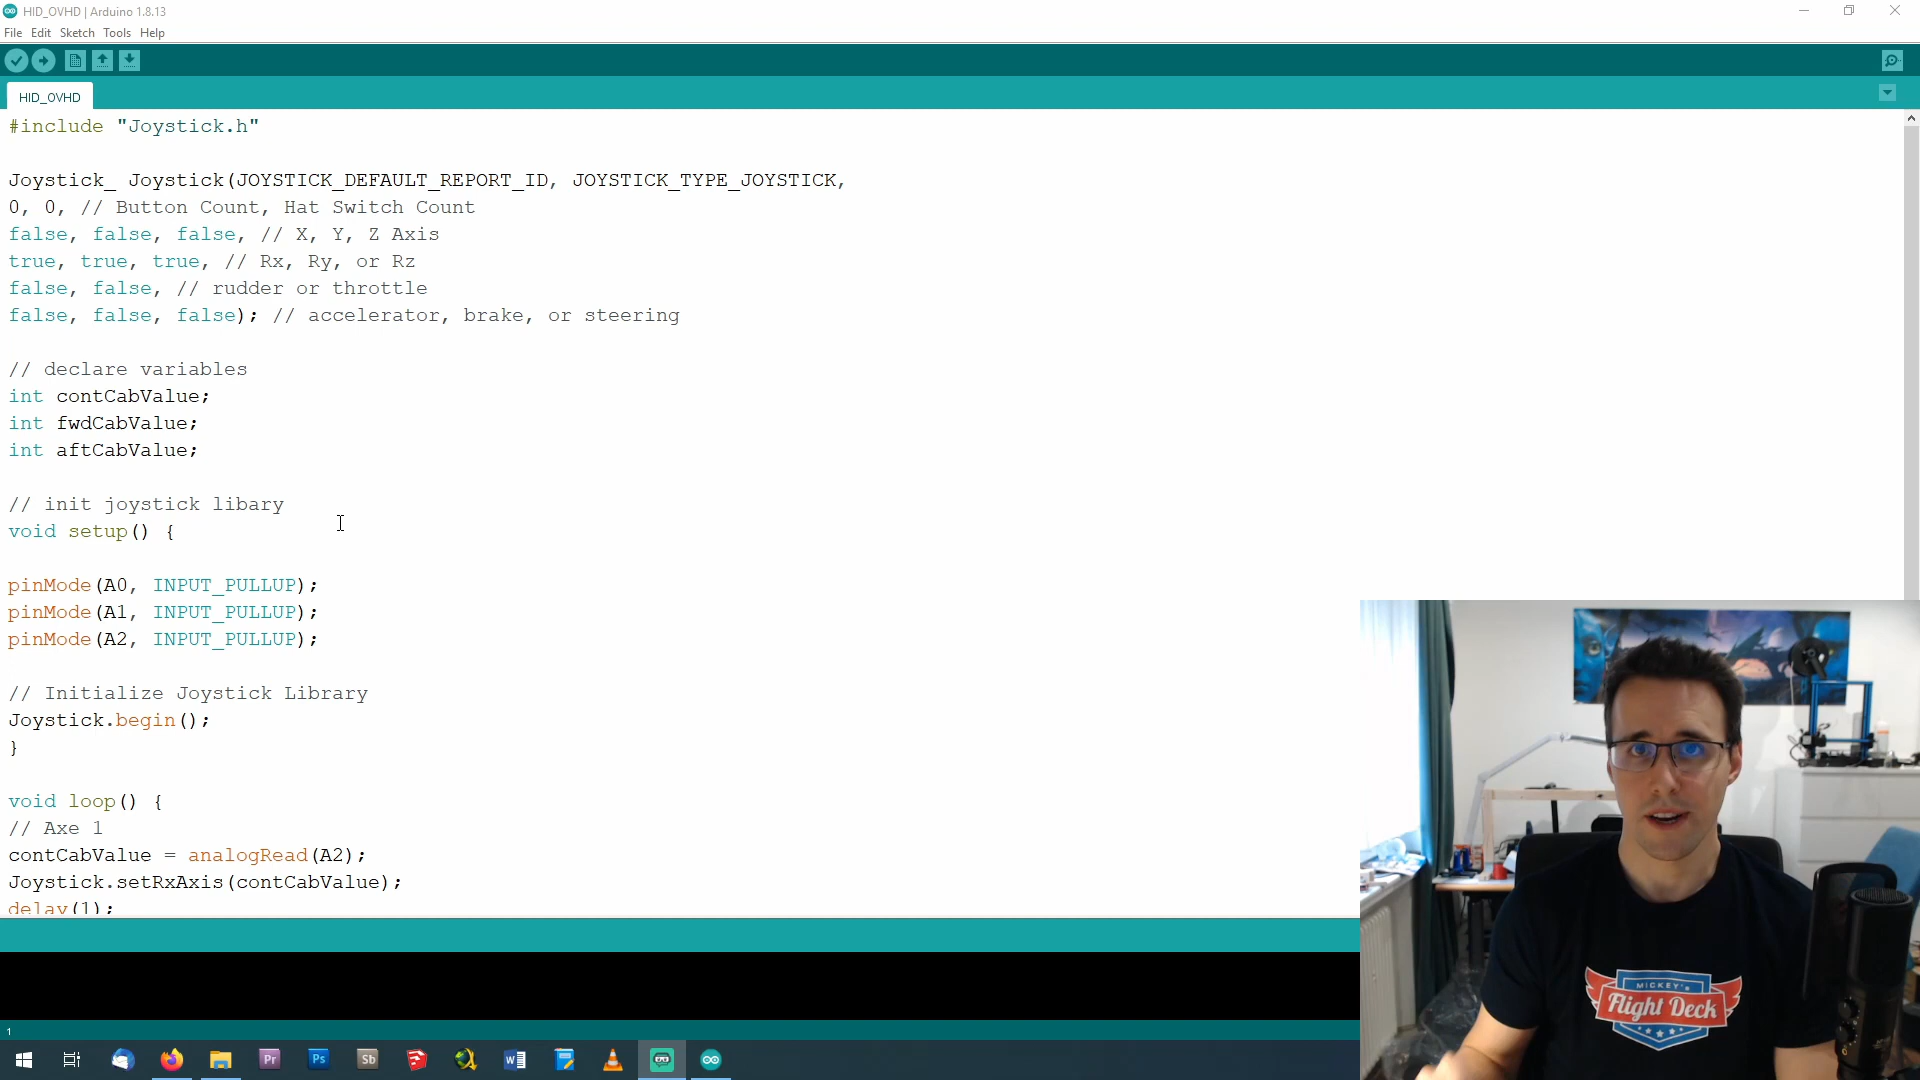 HID_OVHD | Arduino 1.8.13
File Edit Sketch Tools Help
HID_OVHD
#include "Joystick.h"
Joystick_ Joystick(JOYSTICK_DEFAULT_REPORT_ID, JOYSTICK_TYPE_JOYSTICK,
0, 0, // Button Count, Hat Switch Count
false, false, false, // X, Y, Z Axis
true, true, true, // Rx, Ry, or Rz
false, false, // rudder or throttle
false, false, false); // accelerator, brake, or steering
// declare variables
int contCabValue;
int fwdCabValue;
int aftCabValue;
// init joystick libary
void setup() {
pinMode(A0, INPUT_PULLUP);
pinMode(A1, INPUT_PULLUP);
pinMode(A2, INPUT_PULLUP);
// Initialize Joystick Library
Joystick.begin();
}
void loop() {
// Axe 1
contCabValue = analogRead(A2);
Joystick.setRxAxis(contCabValue);
delay(1);
1
Pr
Ps
Sb
W
MICKEY's
Flight Deck